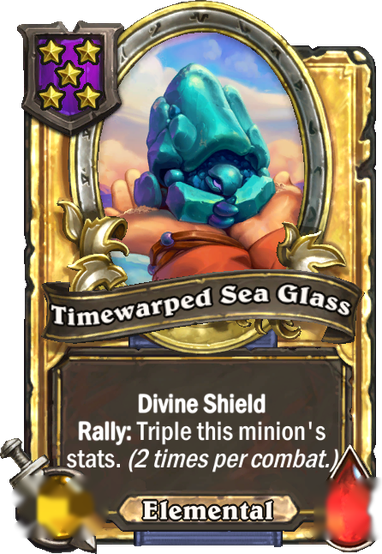 Timewarped Sea Glass
Divine Shield
Rally: Triple this minion's
stats. (2 times per combat.)
Elemental